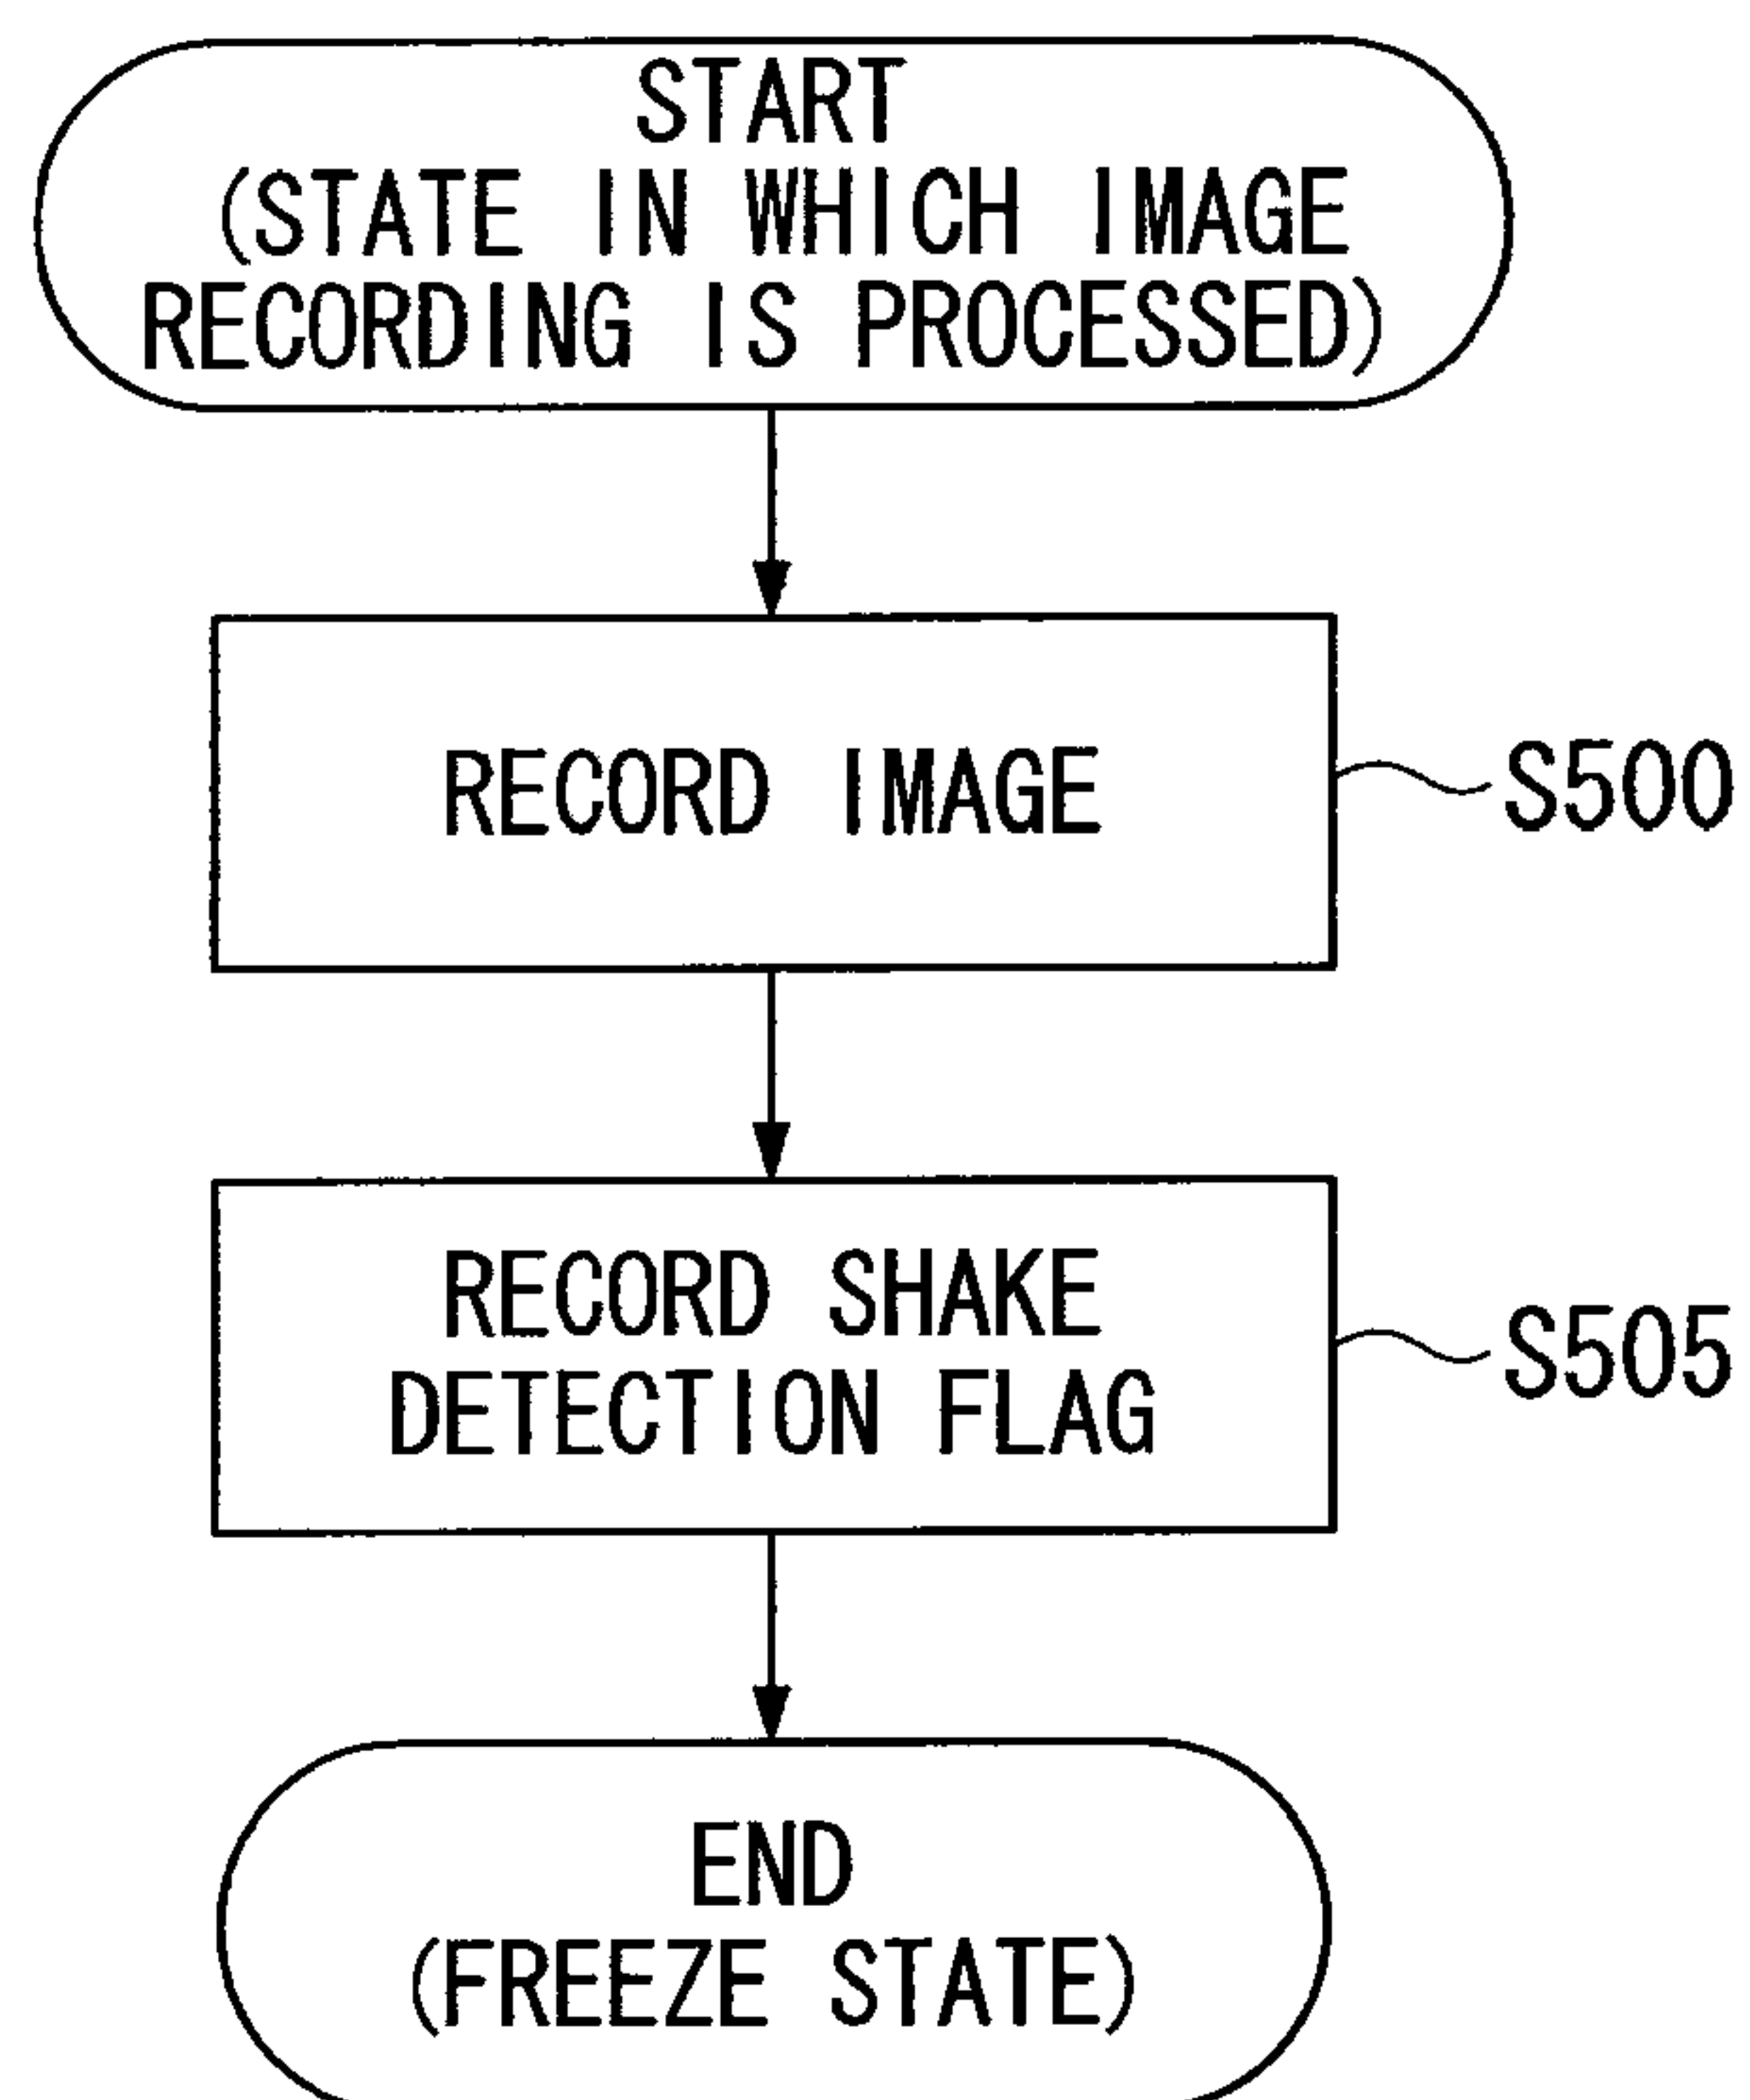 START
(STATE IN WHICH IMAGE
RECORDING IS PROCESSED)
RECORD IMAGE
S500
RECORD SHAKE
DETECTION FLAG
S505
END
(FREEZE STATE)